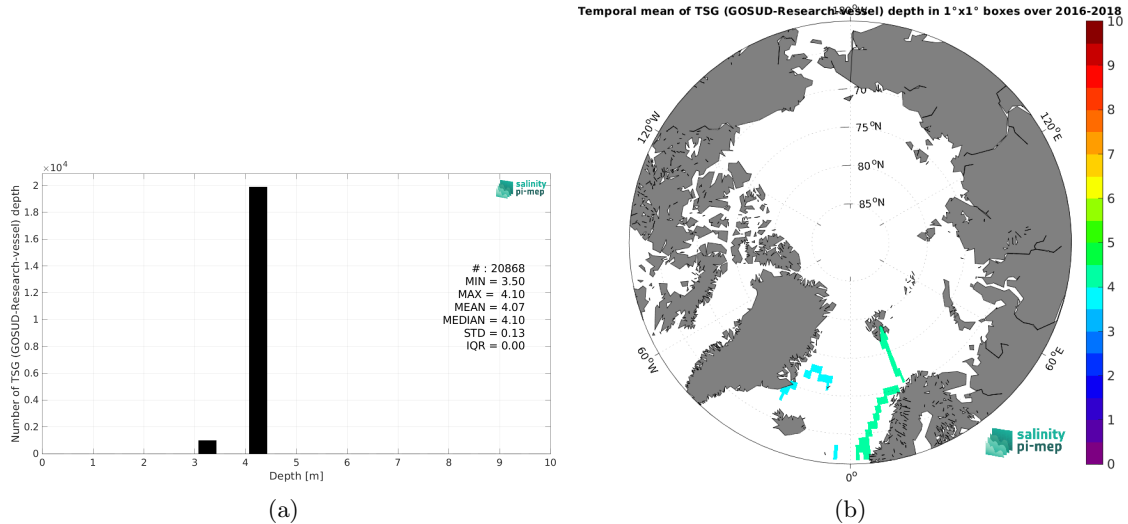 ×10⁴
2
1.8
1.6
1.4
1.2
1
0.8
0.6
0.4
0.2
0
Number of TSG (GOSUD-Research-vessel) depth
0 1 2 3 4 5 6 7 8 9 10
Depth [m]
salinity
pi-mep
# : 20868
MIN = 3.50
MAX = 4.10
MEAN = 4.07
MEDIAN = 4.10
STD = 0.13
IQR = 0.00
(a)
Temporal mean of TSG (GOSUD-Research-vessel) depth in 1°x1° boxes over 2016-2018
180°W
120°W
120°E
60°W
60°E
0°
70
75°N
80°N
85°N
salinity
pi-mep
10
9
8
7
6
5
4
3
2
1
0
(b)